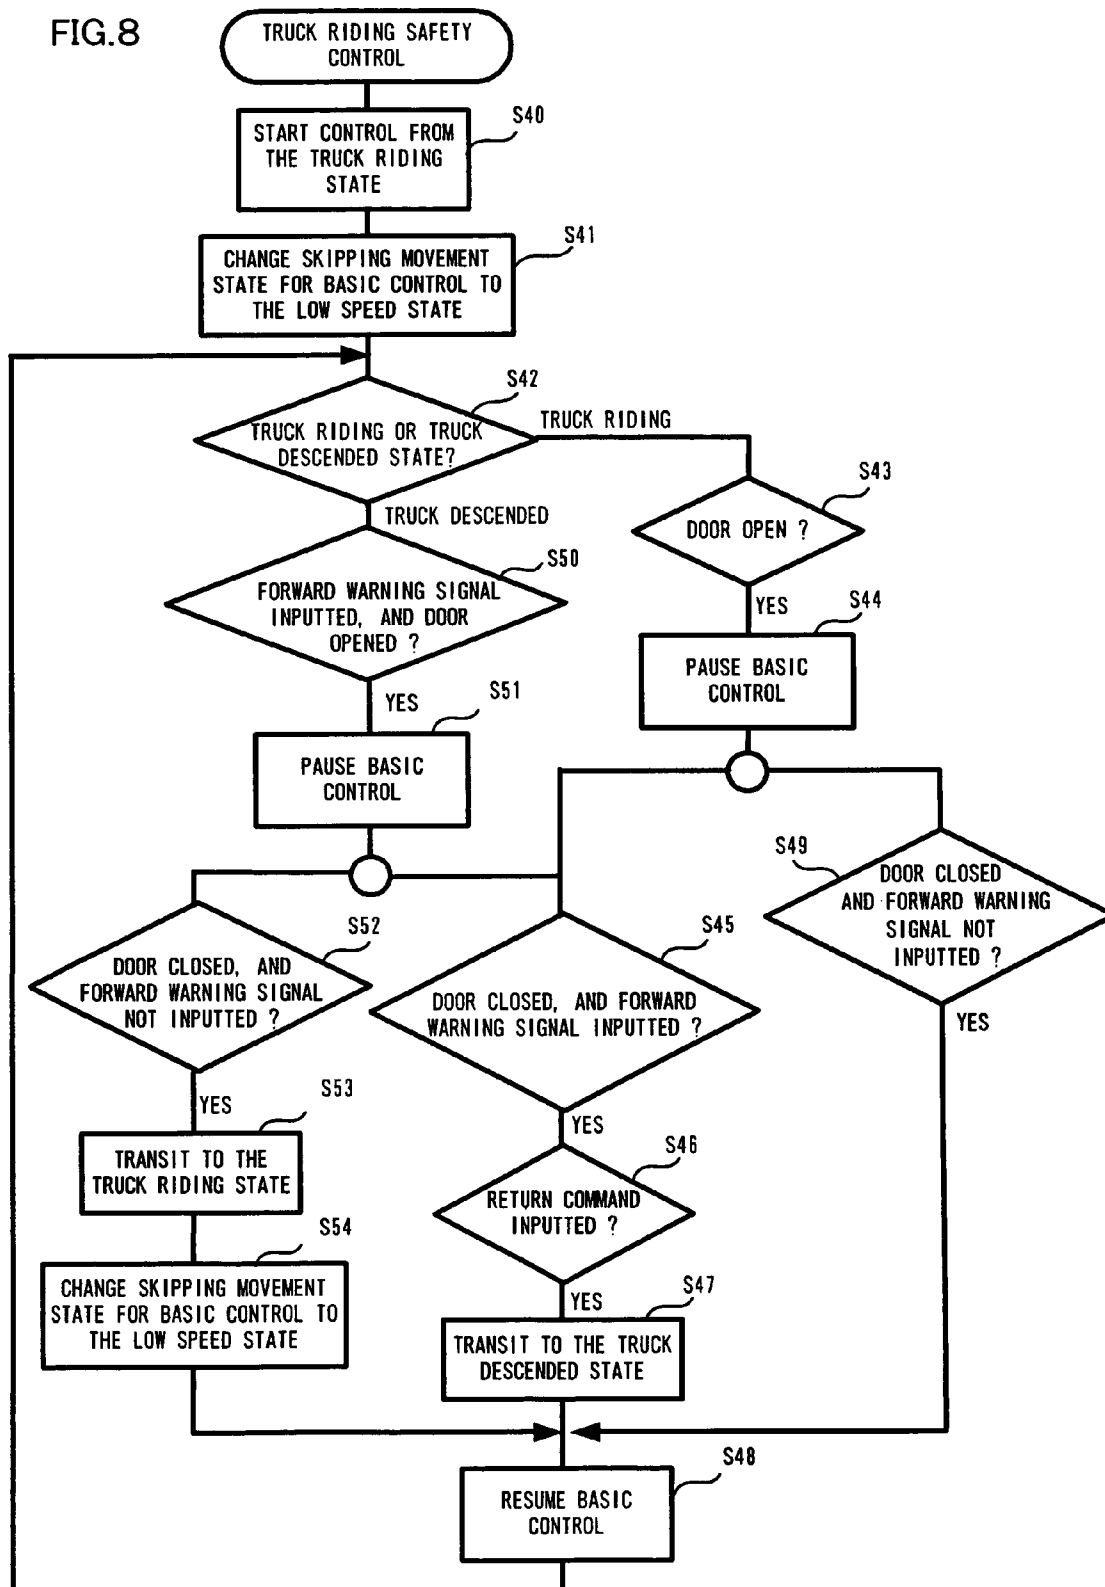 FIG.8
TRUCK RIDING SAFETY
CONTROL
S40
START CONTROL FROM
THE TRUCK RIDING
STATE
S41
CHANGE SKIPPING MOVEMENT
STATE FOR BASIC CONTROL TO
THE LOW SPEED STATE
S42
TRUCK RIDING OR TRUCK
DESCENDED STATE?
TRUCK RIDING
TRUCK DESCENDED
S43
DOOR OPEN ?
YES
S44
PAUSE BASIC
CONTROL
S50
FORWARD WARNING SIGNAL
INPUTTED, AND DOOR
OPENED ?
YES
S51
PAUSE BASIC
CONTROL
S49
DOOR CLOSED
AND FORWARD WARNING
SIGNAL NOT
INPUTTED ?
YES
S52
DOOR CLOSED, AND
FORWARD WARNING SIGNAL
NOT INPUTTED ?
YES
S45
DOOR CLOSED, AND FORWARD
WARNING SIGNAL INPUTTED ?
YES
S53
TRANSIT TO THE
TRUCK RIDING STATE
S46
RETURN COMMAND
INPUTTED ?
YES
S54
CHANGE SKIPPING MOVEMENT
STATE FOR BASIC CONTROL TO
THE LOW SPEED STATE
S47
TRANSIT TO THE TRUCK
DESCENDED STATE
S48
RESUME BASIC
CONTROL